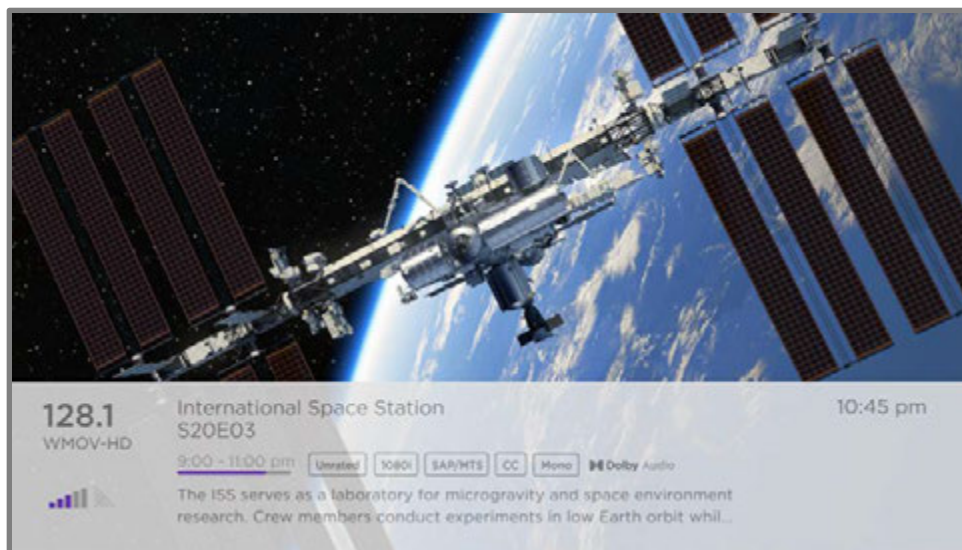 128.1
WMOV-HD
International Space Station
S20E03
10:45 pm
9:00 - 11:00 pm Unrated 1080i SAP/MTS CC Mono Dolby Audio
The ISS serves as a laboratory for microgravity and space environment
research. Crew members conduct experiments in low Earth orbit whil...